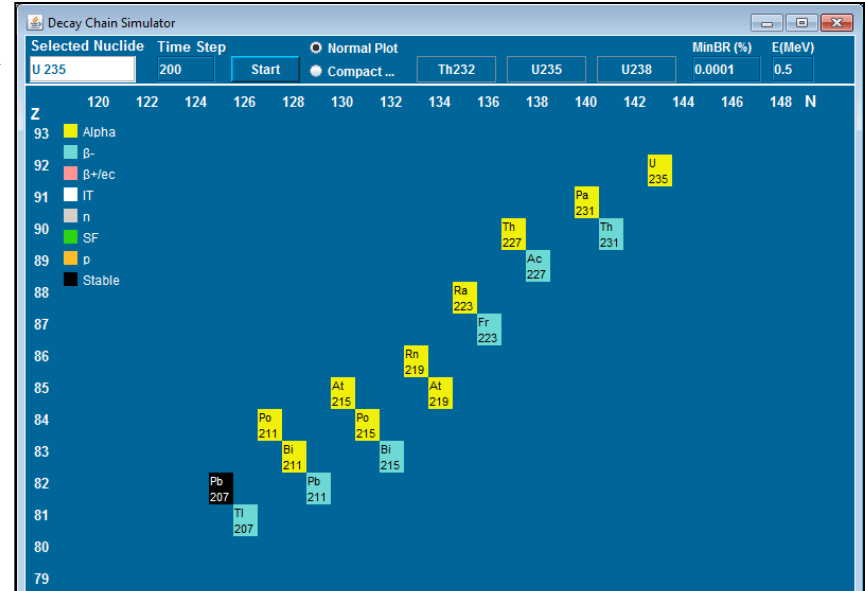 Decay Chain Simulator
Selected Nuclide Time Step Normal Plot MinBR (%) E(MeV)
U 235 200 Start Compact ... Th232 U235 U238 0.0001 0.5
120 122 124 126 128 130 132 134 136 138 140 142 144 146 148 N
Z
93 Alpha
β-
92 U
235
β+/ec
91 IT Pa
231
n
90 Th Th
227 231
SF
89 p Ac
227
Stable
88 Ra
223
87 Fr
223
86 Rn
219
85 At At
215 219
84 Po Po
211 215
83 Bi Bi
211 215
82 Pb Pb
207 211
81 Tl
207
80
79